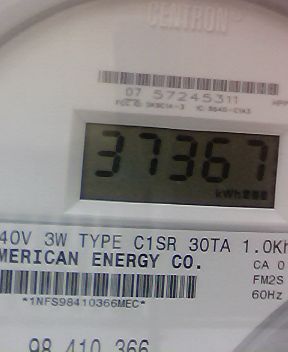 CENTRON
07 57245311
37367
kWh
40V 3W TYPE C1SR 30TA 1.0Kh
MERICAN ENERGY CO.
CA 0
FM2S
60Hz
*1NFS98410366MEC*
98 410 366